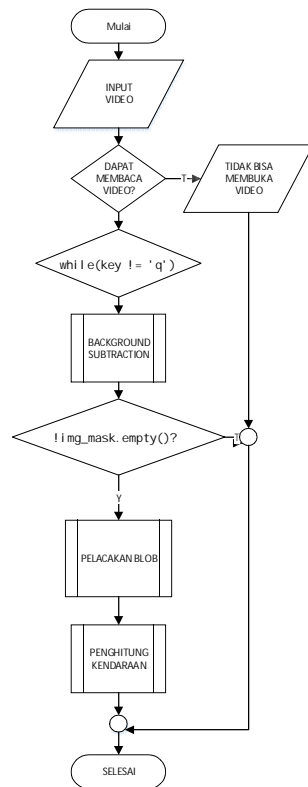 Mulai
INPUT
VIDEO
DAPAT
MEMBACA
VIDEO?
T
TIDAK BISA
MEMBUKA
VIDEO
while(key != 'q')
BACKGROUND
SUBTRACTION
!img_mask.empty()?
T
Y
PELACAKAN BLOB
PENGHITUNG
KENDARAAN
SELESAI